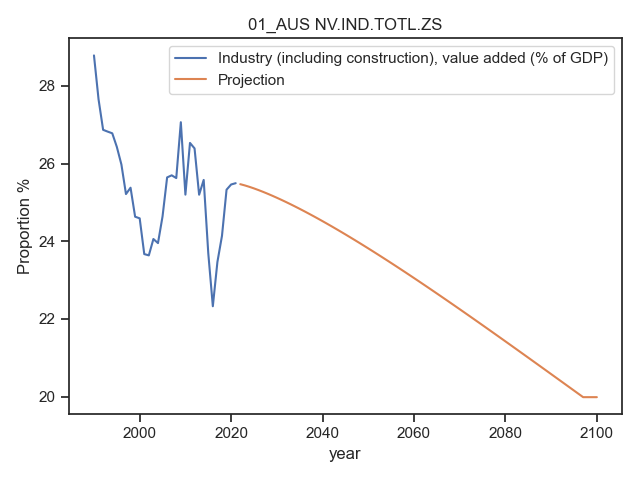 01_AUS NV.IND.TOTL.ZS
Industry (including construction), value added (% of GDP)
Projection
Proportion %
28
26
24
22
20
2000
2020
2040
2060
2080
2100
year